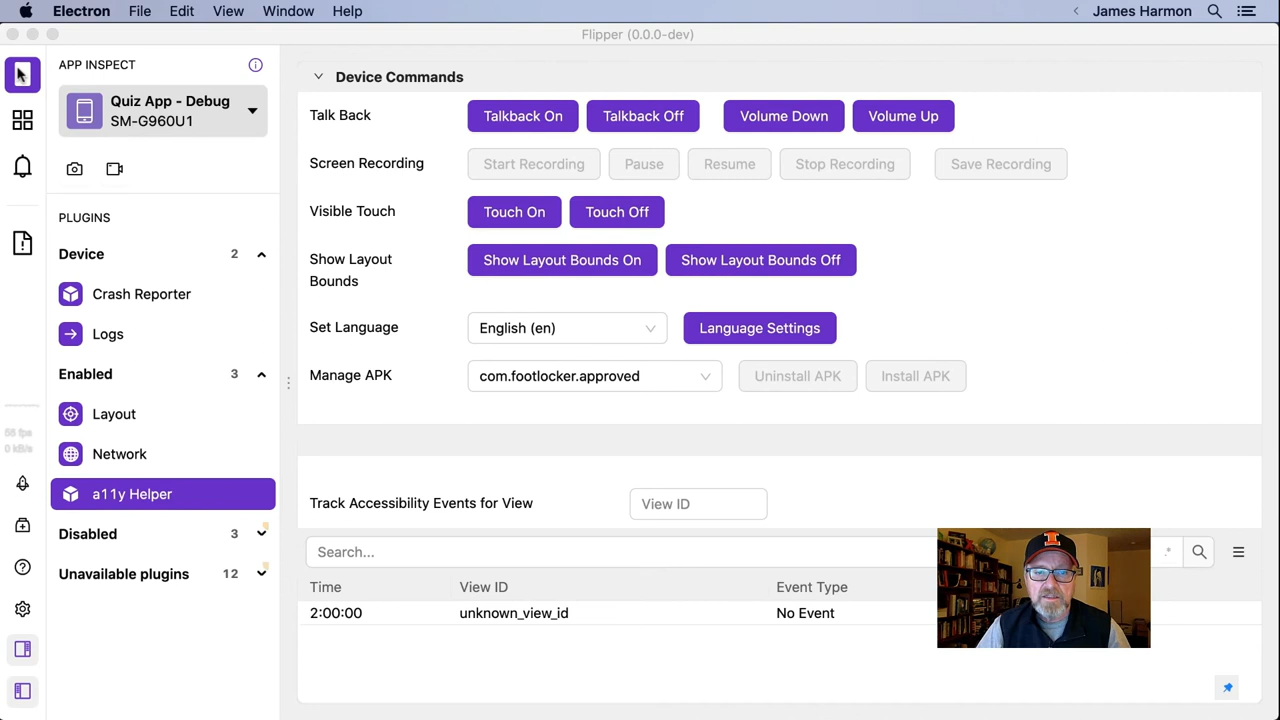 Electron File Edit View Window Help James Harmon
Flipper (0.0.0-dev)
APP INSPECT
Quiz App - Debug
SM-G960U1
PLUGINS
Device 2
Crash Reporter
Logs
Enabled 3
Layout
Network
a11y Helper
Disabled 3
Unavailable plugins 12
55 fps
0 kB/s
Device Commands
Talk Back Talkback On Talkback Off Volume Down Volume Up
Screen Recording Start Recording Pause Resume Stop Recording Save Recording
Visible Touch Touch On Touch Off
Show Layout Bounds Show Layout Bounds On Show Layout Bounds Off
Set Language English (en) Language Settings
Manage APK com.footlocker.approved Uninstall APK Install APK
Track Accessibility Events for View View ID
Search... .*
Time View ID Event Type
2:00:00 unknown_view_id No Event
I